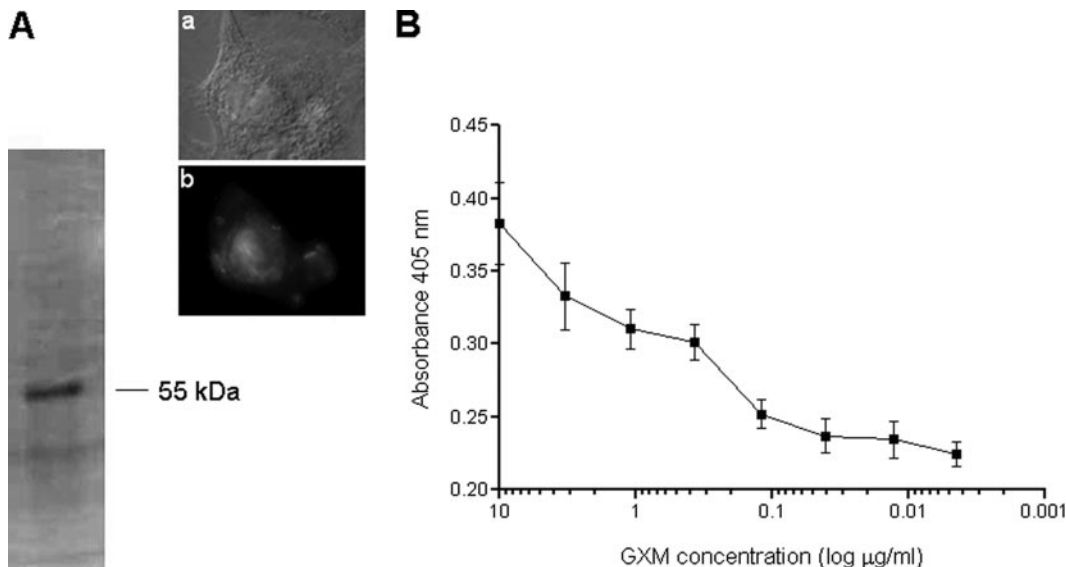 A
a
b
55 kDa
B
Absorbance 405 nm
0.45
0.40
0.35
0.30
0.25
0.20
10
1
0.1
0.01
0.001
GXM concentration (log µg/ml)